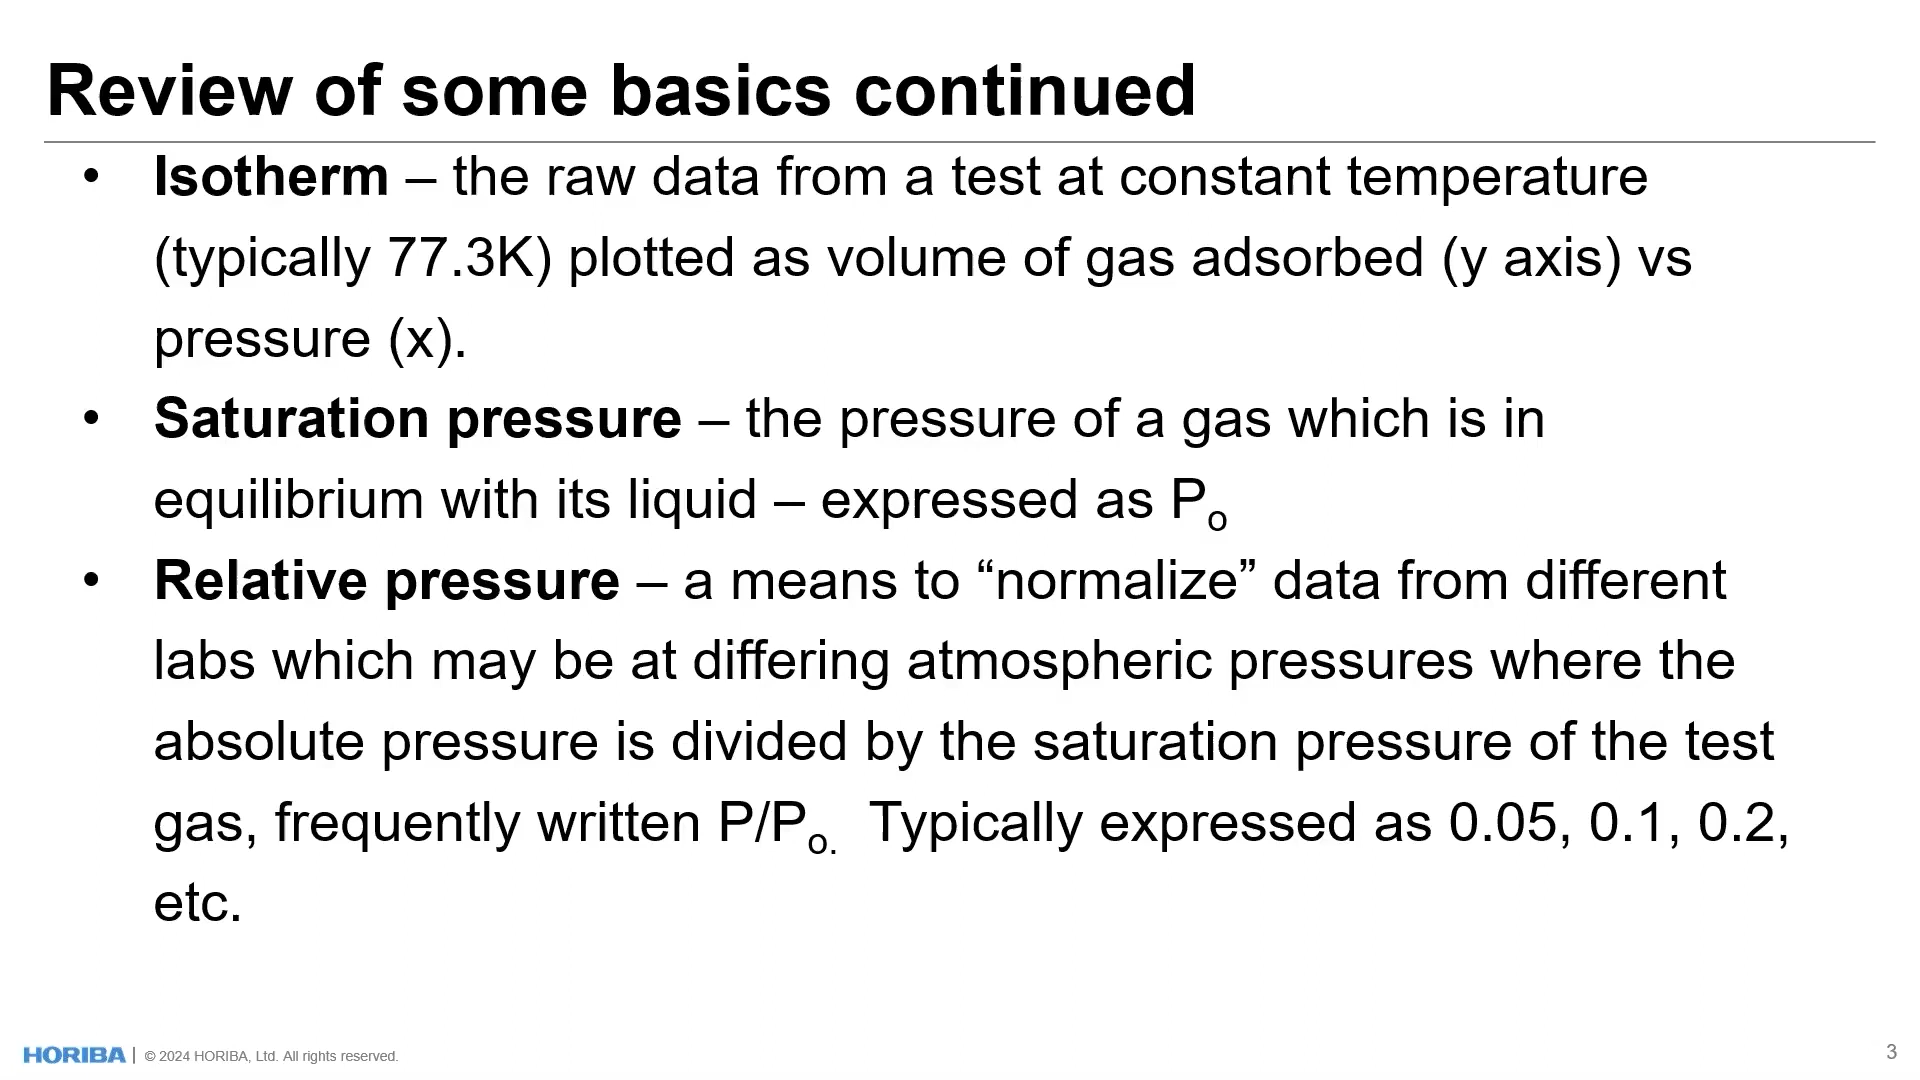 Review of some basics continued
• Isotherm – the raw data from a test at constant temperature
(typically 77.3K) plotted as volume of gas adsorbed (y axis) vs
pressure (x).
• Saturation pressure – the pressure of a gas which is in
equilibrium with its liquid – expressed as Po
• Relative pressure – a means to “normalize” data from different
labs which may be at differing atmospheric pressures where the
absolute pressure is divided by the saturation pressure of the test
gas, frequently written P/Po. Typically expressed as 0.05, 0.1, 0.2,
etc.
HORIBA | © 2024 HORIBA, Ltd. All rights reserved.
3